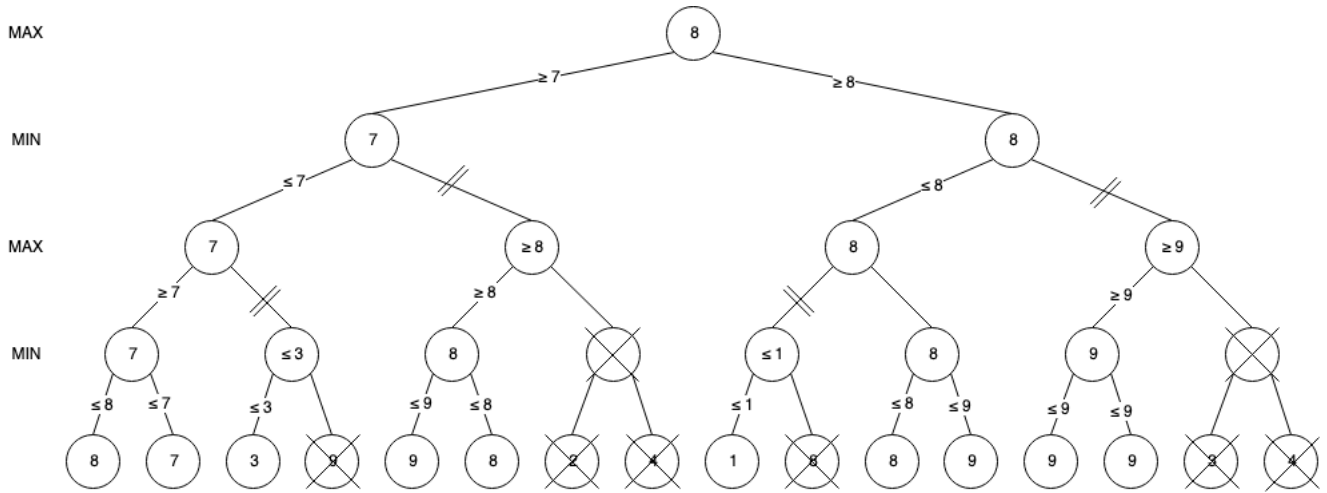 MAX 8
≥ 7 ≥ 8
MIN 7 8
≤ 7 ≤ 8
MAX 7 ≥ 8 8 ≥ 9
≥ 7 ≥ 8 ≥ 9
MIN 7 ≤ 3 8 ≤ 1 8 9
≤ 8 ≤ 7 ≤ 3 ≤ 9 ≤ 8 ≤ 1 ≤ 8 ≤ 9 ≤ 9 ≤ 9
8 7 3 9 9 8 2 4 1 8 8 9 9 9 3 4